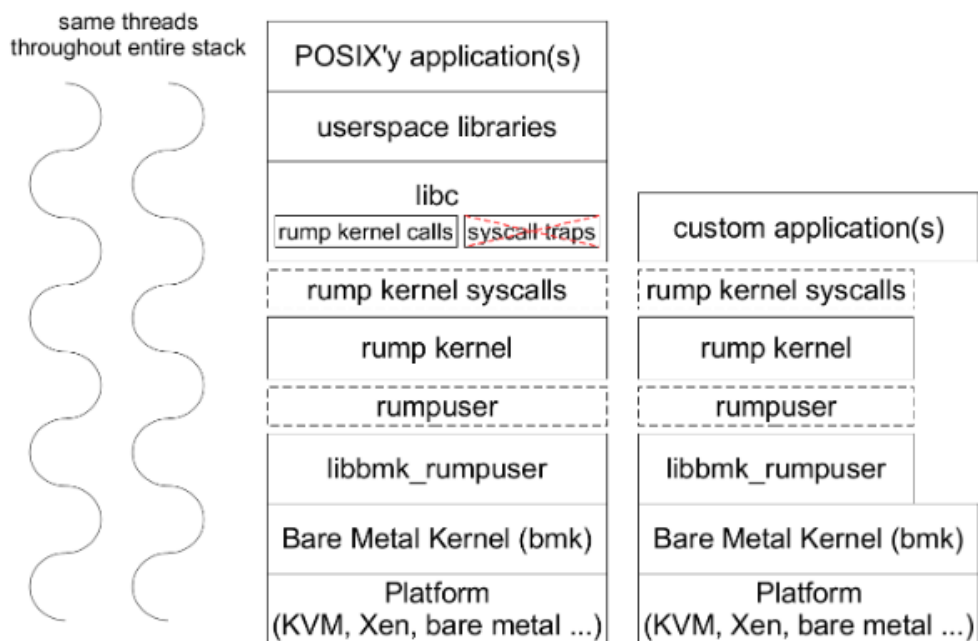 same threads
throughout entire stack
POSIX'y application(s)
userspace libraries
libc
rump kernel calls
syscall traps
rump kernel syscalls
rump kernel
rumpuser
libbmk_rumpuser
Bare Metal Kernel (bmk)
Platform
(KVM, Xen, bare metal ...)
custom application(s)
rump kernel syscalls
rump kernel
rumpuser
libbmk_rumpuser
Bare Metal Kernel (bmk)
Platform
(KVM, Xen, bare metal ...)